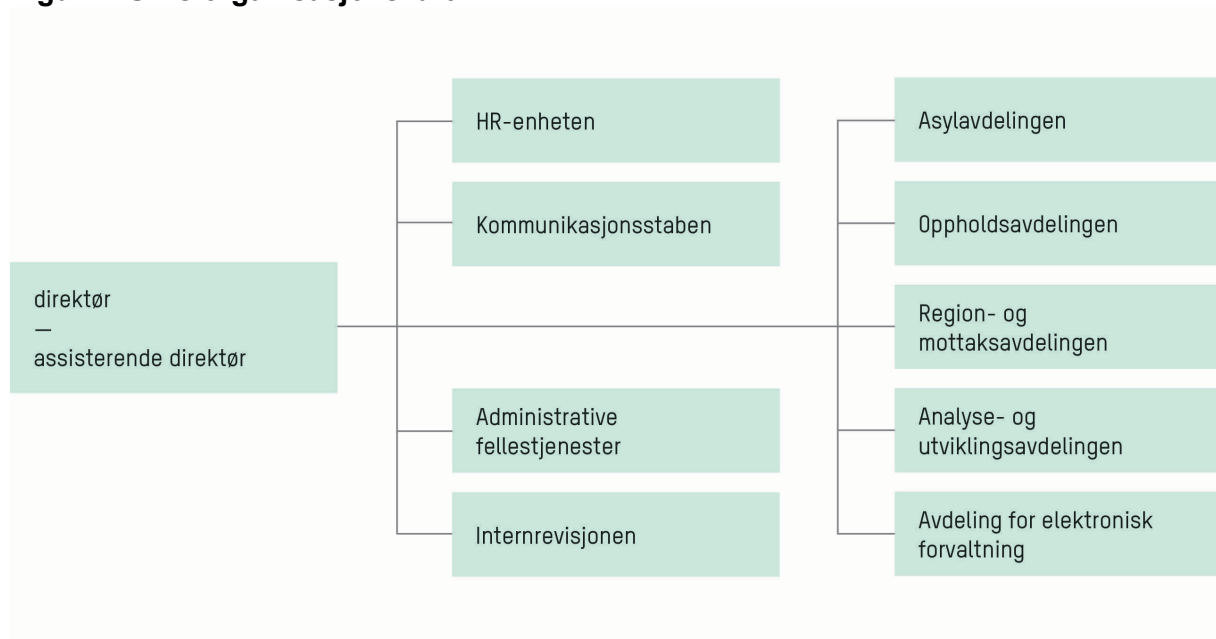 HR-enheten
Kommunikasjonsstaben
direktør
—
assisterende direktør
Administrative
fellestjenester
Internrevisjonen
Asylavdelingen
Oppholdsavdelingen
Region- og
mottaksavdelingen
Analyse- og
utviklingsavdelingen
Avdeling for elektronisk
forvaltning